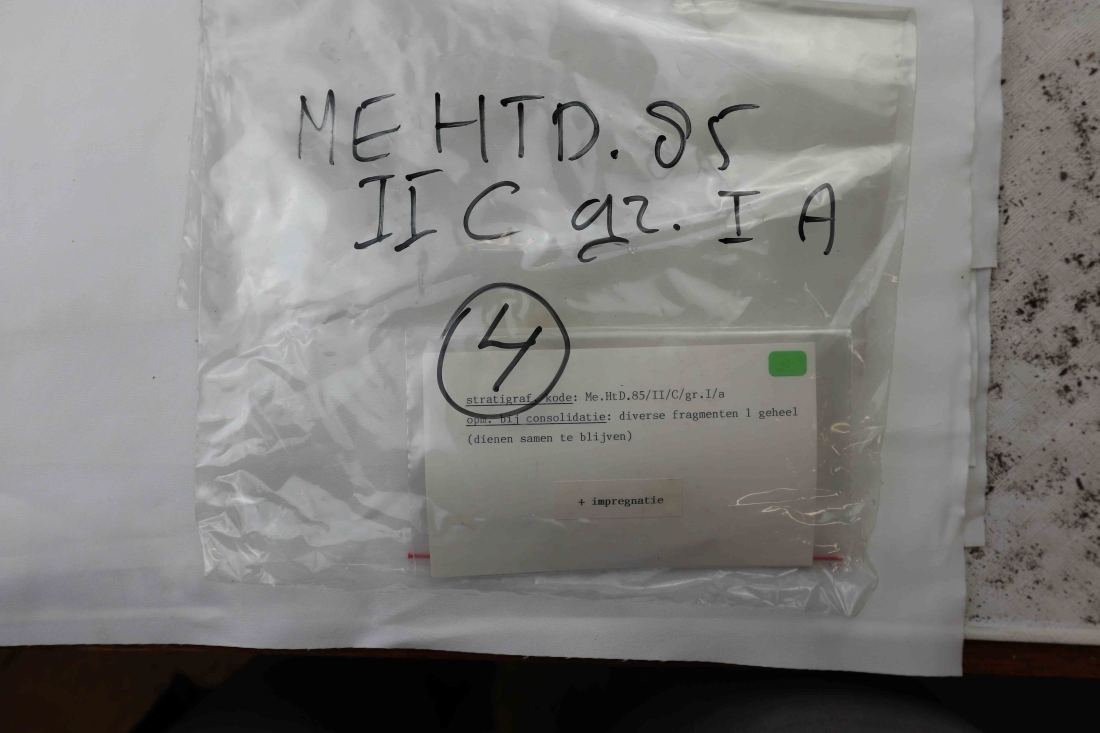 ME HTD. 85
II C gr. I A
4
stratigraf. kode: Me.HtD.85/II/C/gr.I/a
opm. bij consolidatie: diverse fragmenten 1 geheel
(dienen samen te blijven)
+ impregnatie